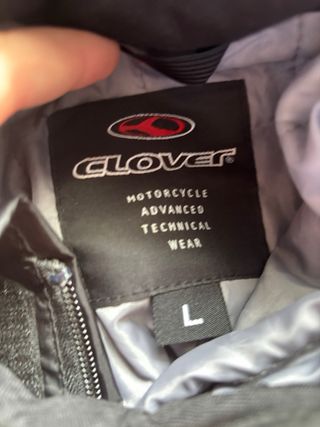 CLOVER®
MOTORCYCLE
ADVANCED
TECHNICAL
WEAR
L